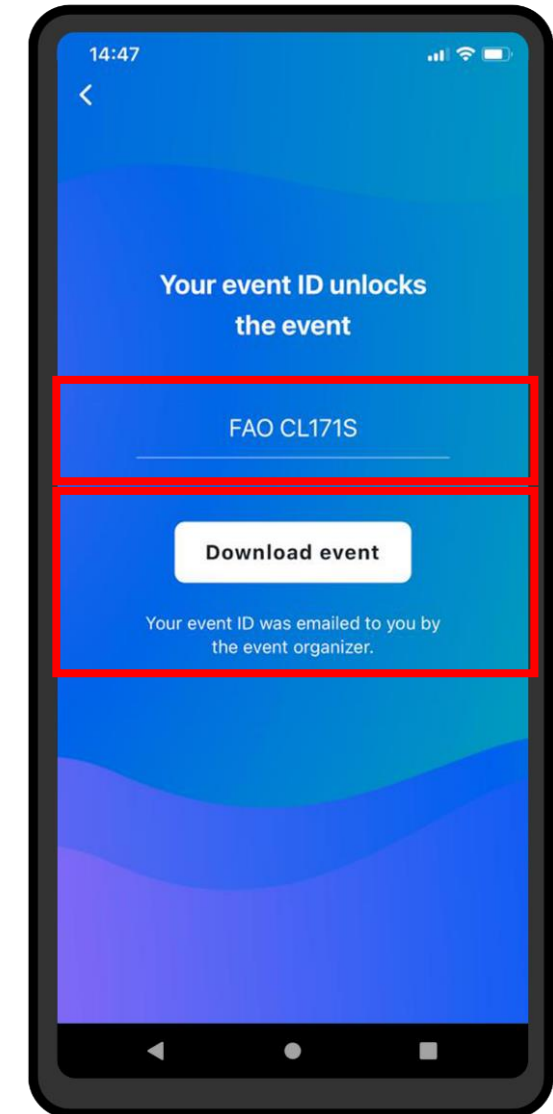 14:47
Your event ID unlocks
the event
FAO CL171S
Download event
Your event ID was emailed to you by
the event organizer.